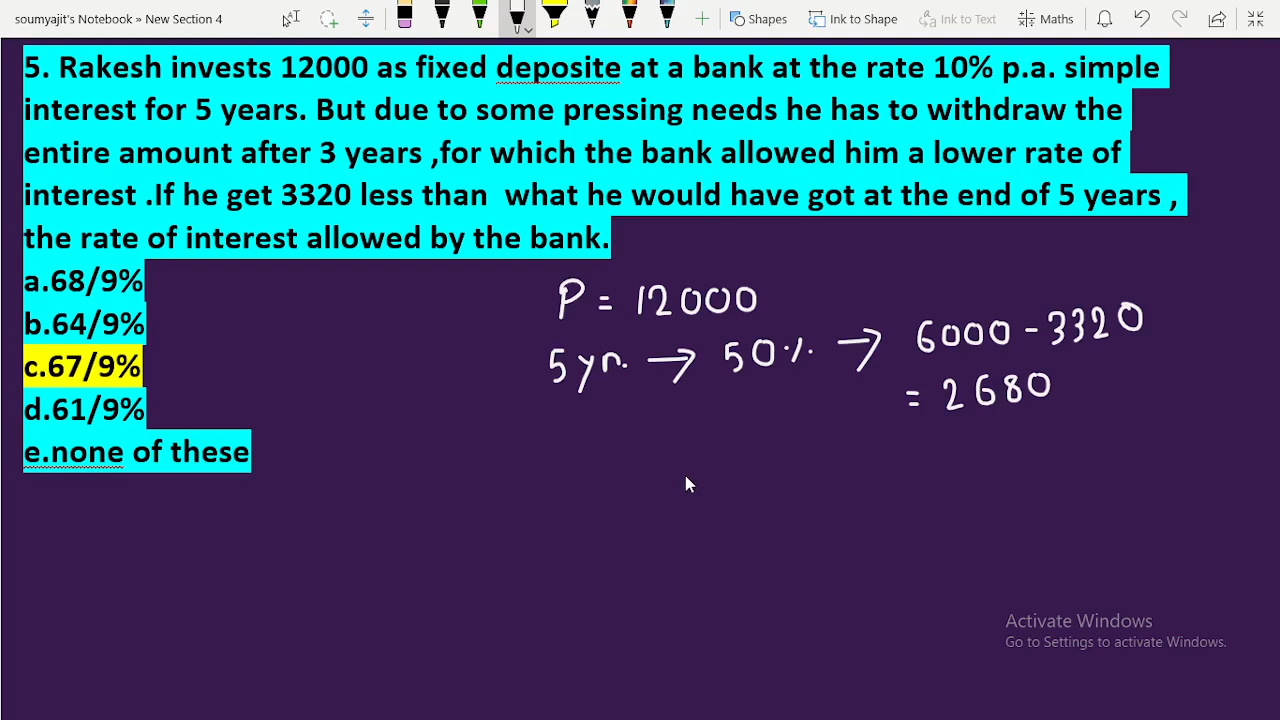 soumyajit's Notebook » New Section 4
Shapes
Ink to Shape
Ink to Text
Maths
5. Rakesh invests 12000 as fixed deposite at a bank at the rate 10% p.a. simple
interest for 5 years. But due to some pressing needs he has to withdraw the
entire amount after 3 years ,for which the bank allowed him a lower rate of
interest .If he get 3320 less than what he would have got at the end of 5 years ,
the rate of interest allowed by the bank.
a.68/9%
b.64/9%
c.67/9%
d.61/9%
e.none of these
P = 12000
5 yr. → 50% → 6000 - 3320
= 2680
Activate Windows
Go to Settings to activate Windows.